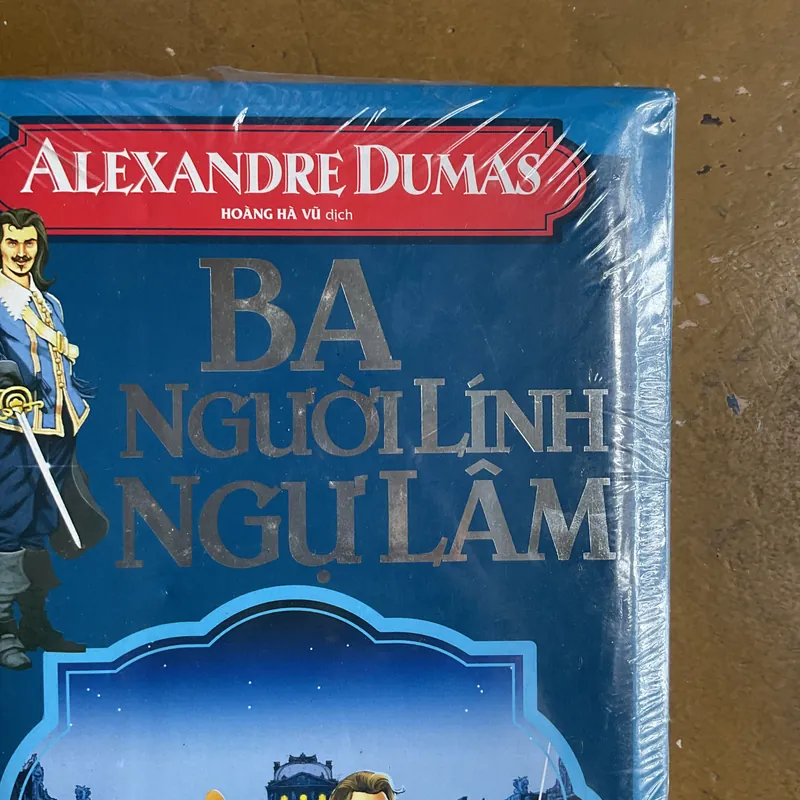 ALEXANDRE DUMAS
HOÀNG HÀ VŨ dịch
BA
NGƯỜI LÍNH
NGỰ LÂM